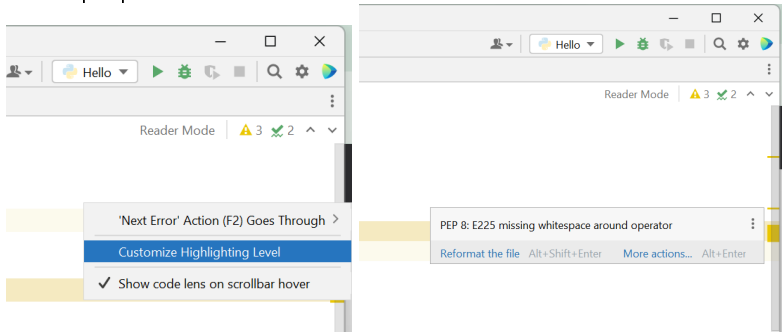 Hello
Reader Mode
3
2
'Next Error' Action (F2) Goes Through
Customize Highlighting Level
Show code lens on scrollbar hover
Hello
Reader Mode
3
2
PEP 8: E225 missing whitespace around operator
Reformat the file Alt+Shift+Enter More actions... Alt+Enter